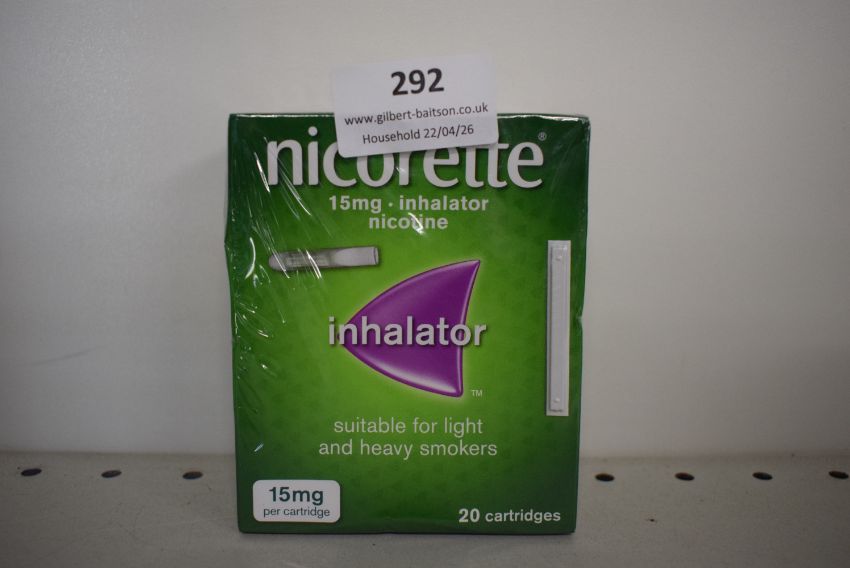 292
www.gilbert-baitson.co.uk
Household 22/04/26
nicorette®
15mg · inhalator
nicotine
inhalator
™
suitable for light
and heavy smokers
15mg
per cartridge
20 cartridges